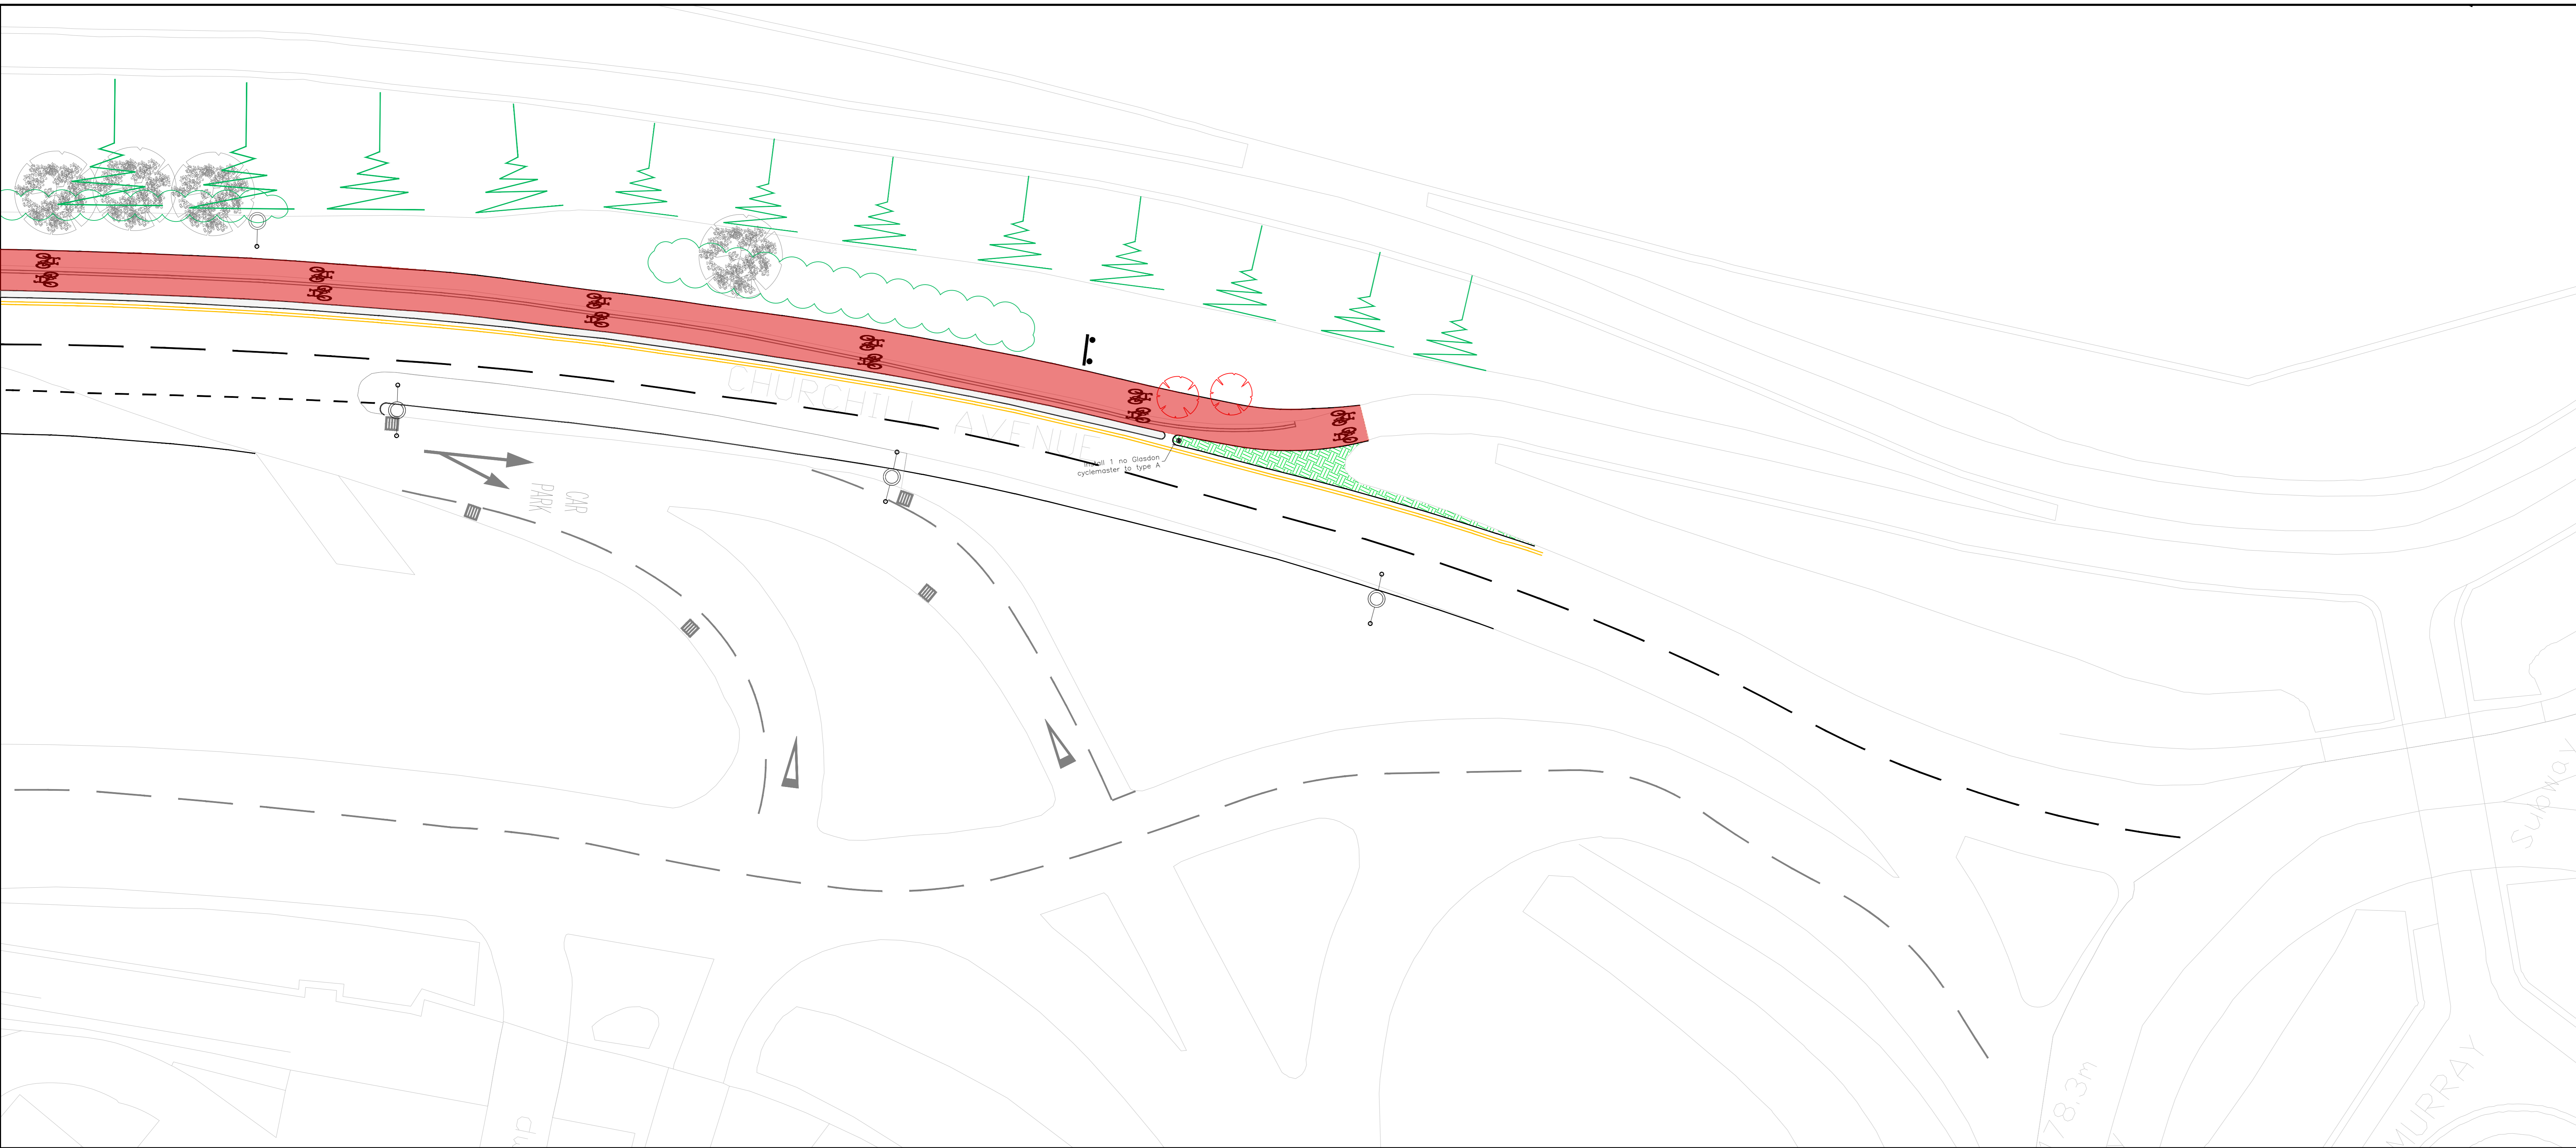 CHURCHILL
AVENUE
Install 1 no Glasdon
cyclemaster to type A
CAR
PARK
Subway
78.3m
MURRAY